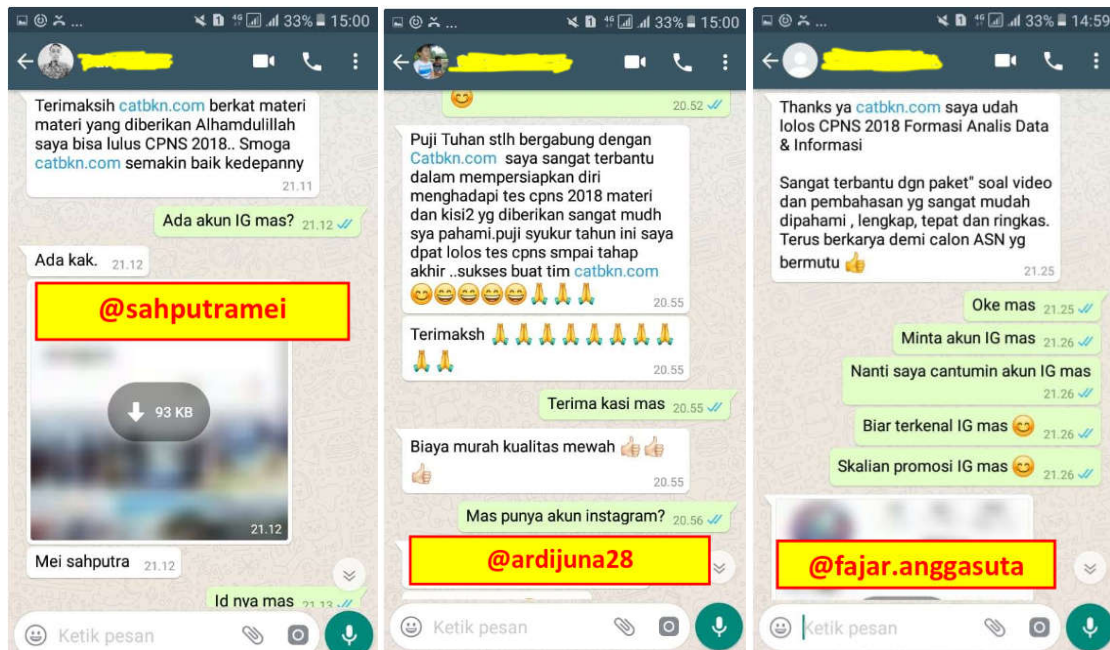 ... 4G 33% 15:00
Terimaksih catbkn.com berkat materi
materi yang diberikan Alhamdulillah
saya bisa lulus CPNS 2018.. Smoga
catbkn.com semakin baik kedepanny
21.11
Ada akun IG mas? 21.12
Ada kak. 21.12
@sahputramei
93 KB
21.12
Mei sahputra 21.12
Id nya mas 21.13
Ketik pesan
... 4G 33% 15:00
20.52
Puji Tuhan stlh bergabung dengan
Catbkn.com saya sangat terbantu
dalam mempersiapkan diri
menghadapi tes cpns 2018 materi
dan kisi2 yg diberikan sangat mudh
sya pahami.puji syukur tahun ini saya
dpat lolos tes cpns smpai tahap
akhir ..sukses buat tim catbkn.com
😊😄😄😄😄🙏🙏🙏 20.55
Terimaksh 🙏🙏🙏🙏🙏🙏🙏
🙏🙏 20.55
Terima kasi mas 20.55
Biaya murah kualitas mewah 👍🏻👍🏻
👍🏻 20.55
Mas punya akun instagram? 20.56
@ardijuna28
Ketik pesan
... 4G 33% 14:59
Thanks ya catbkn.com saya udah
lolos CPNS 2018 Formasi Analis Data
& Informasi
Sangat terbantu dgn paket" soal video
dan pembahasan yg sangat mudah
dipahami , lengkap, tepat dan ringkas.
Terus berkarya demi calon ASN yg
bermutu 👍 21.25
Oke mas 21.25
Minta akun IG mas 21.26
Nanti saya cantumin akun IG mas
21.26
Biar terkenal IG mas 😊 21.26
Skalian promosi IG mas 😊 21.26
@fajar.anggasuta
Ketik pesan